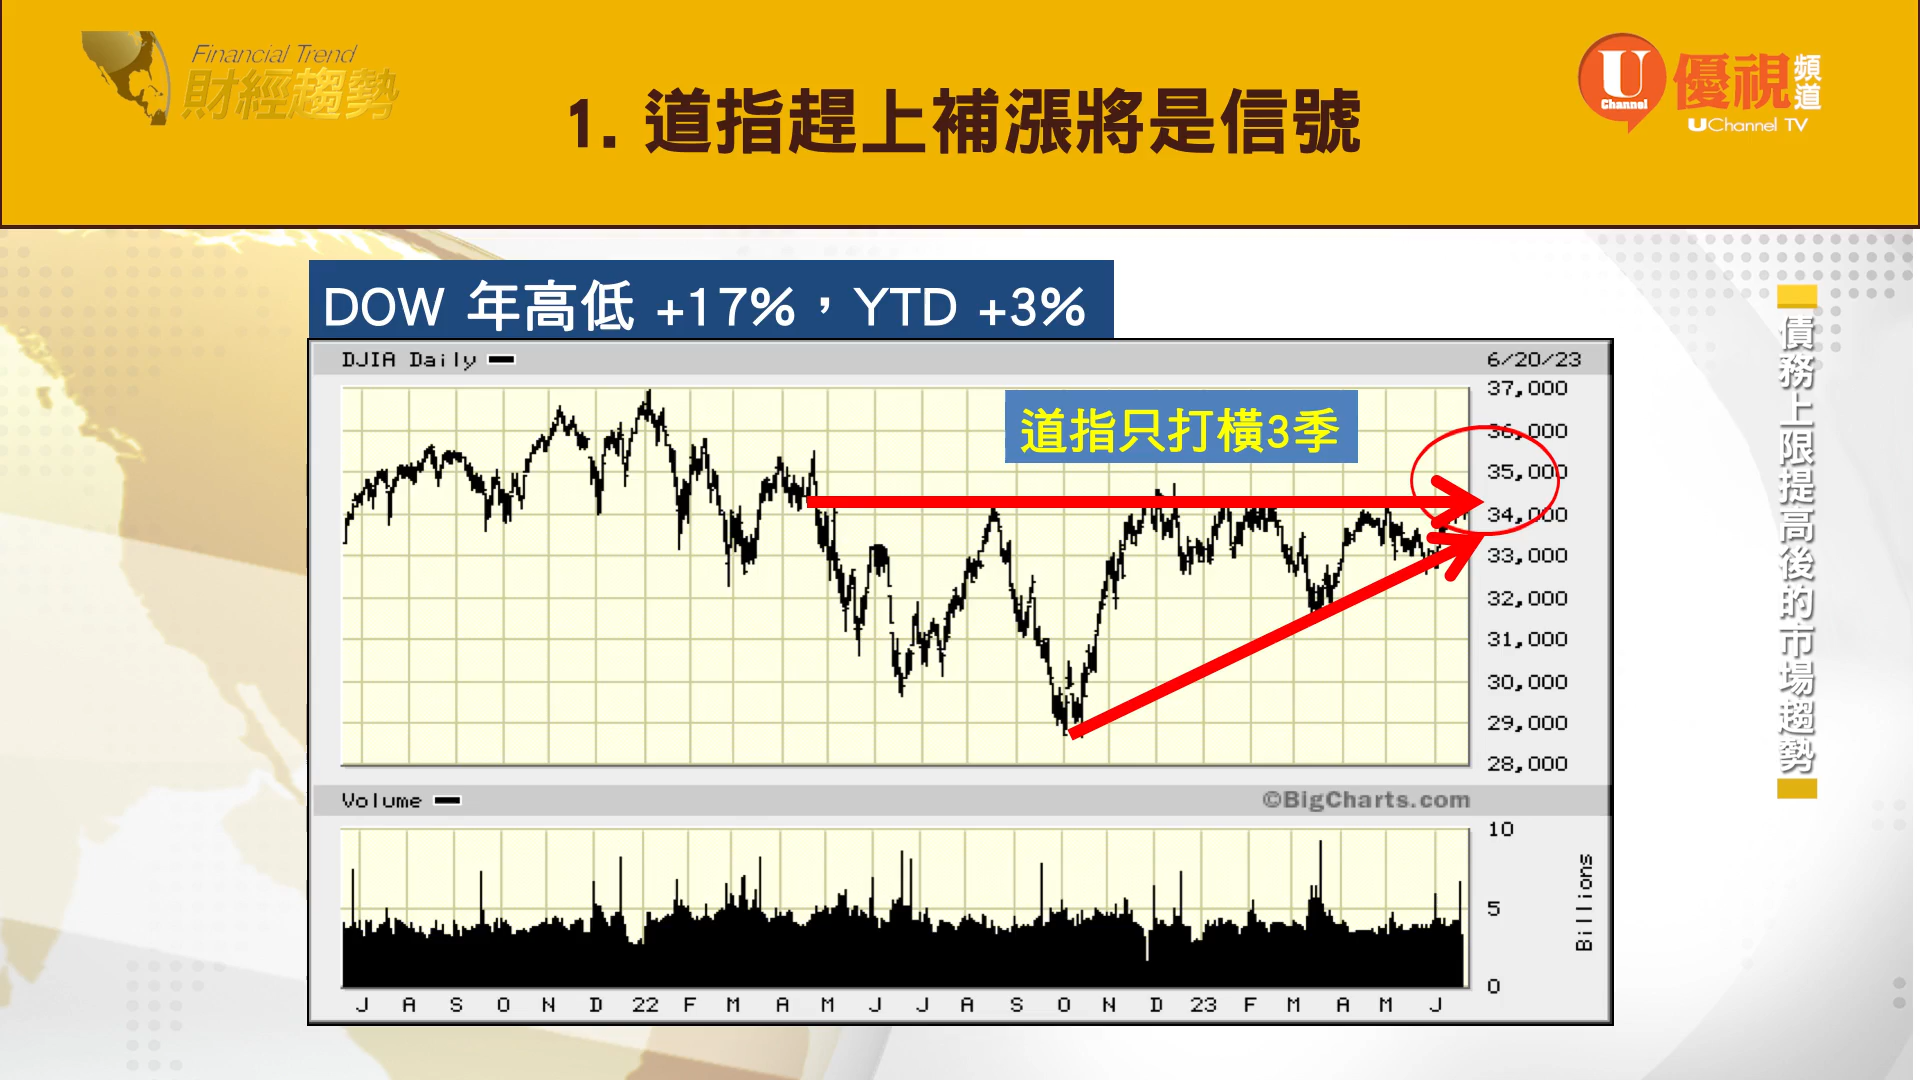 Financial Trend
財經趨勢
1. 道指趕上補漲將是信號
U
Channel
優視頻道
UChannel TV
DOW 年高低 +17%，YTD +3%
DJIA Daily
6/20/23
道指只打橫3季
37,000
36,000
35,000
34,000
33,000
32,000
31,000
30,000
29,000
28,000
Volume
©BigCharts.com
10
5
0
Billions
J A S O N D 22 F M A M J J A S O N D 23 F M A M J
債務上限提高後的市場趨勢